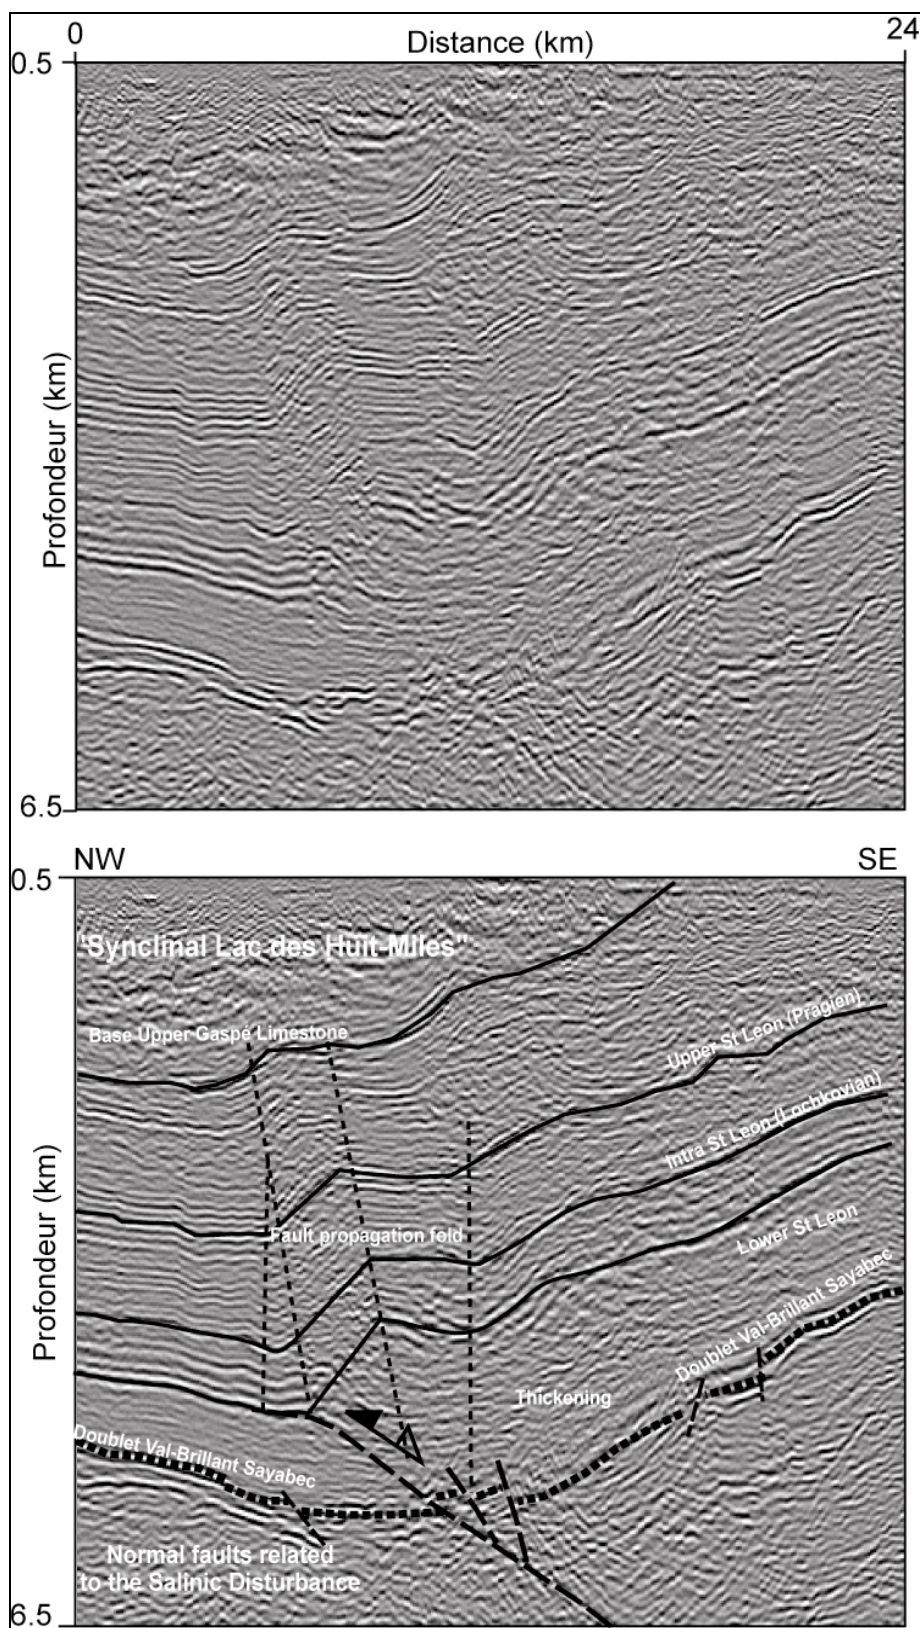 0
Distance (km)
24
0.5
Profondeur (km)
6.5
NW
SE
0.5
"Synclinal Lac des Huit-Miles"
Base Upper Gaspé Limestone
Upper St Leon (Pragien)
Intra St Leon (Lochkovian)
Fault propagation fold
Lower St Leon
Profondeur (km)
Doublet Val-Brillant Sayabec
Thickening
Doublet Val-Brillant Sayabec
Normal faults related
to the Salinic Disturbance
6.5